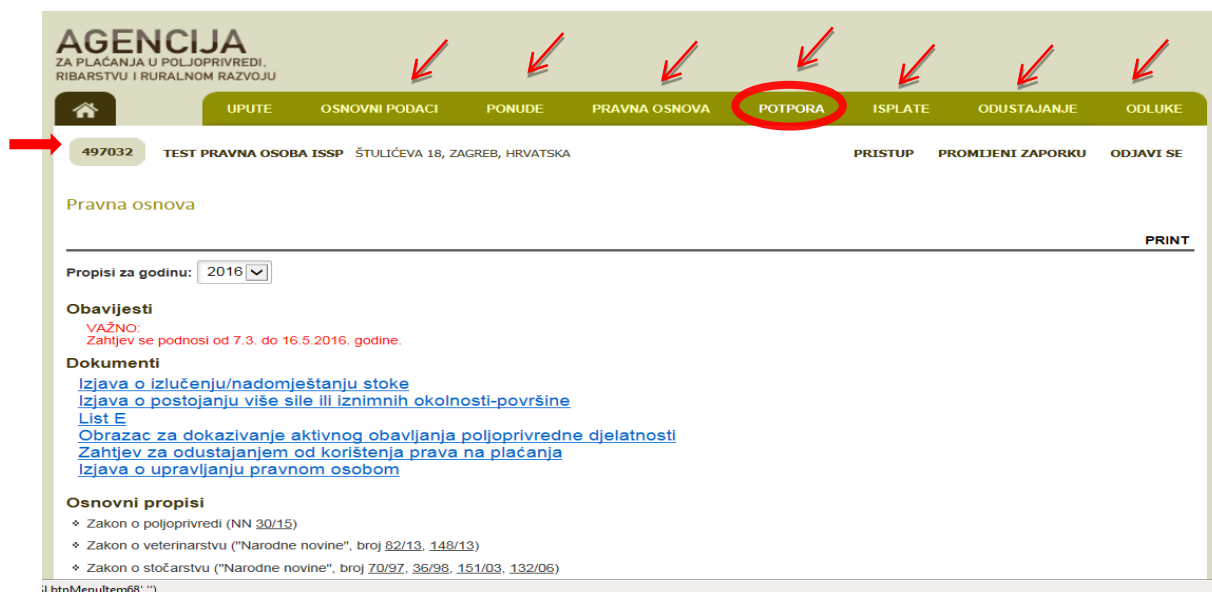 AGENCIJA
ZA PLAĆANJA U POLJOPRIVREDI,
RIBARSTVU I RURALNOM RAZVOJU
UPUTE OSNOVNI PODACI PONUDE PRAVNA OSNOVA POTPORA ISPLATE ODUSTAJANJE ODLUKE
497032 TEST PRAVNA OSOBA ISSP ŠTULIĆEVA 18, ZAGREB, HRVATSKA PRISTUP PROMIJENI ZAPORKU ODJAVI SE
Pravna osnova
PRINT
Propisi za godinu: 2016
Obavijesti
VAŽNO:
Zahtjev se podnosi od 7.3. do 16.5.2016. godine.
Dokumenti
Izjava o izlučenju/nadomještanju stoke
Izjava o postojanju više sile ili iznimnih okolnosti-površine
List E
Obrazac za dokazivanje aktivnog obavljanja poljoprivredne djelatnosti
Zahtjev za odustajanjem od korištenja prava na plaćanja
Izjava o upravljanju pravnom osobom
Osnovni propisi
❖ Zakon o poljoprivredi (NN 30/15)
❖ Zakon o veterinarstvu ("Narodne novine", broj 82/13, 148/13)
❖ Zakon o stočarstvu ("Narodne novine", broj 70/97, 36/98, 151/03, 132/06)
btnMenuItem68','')